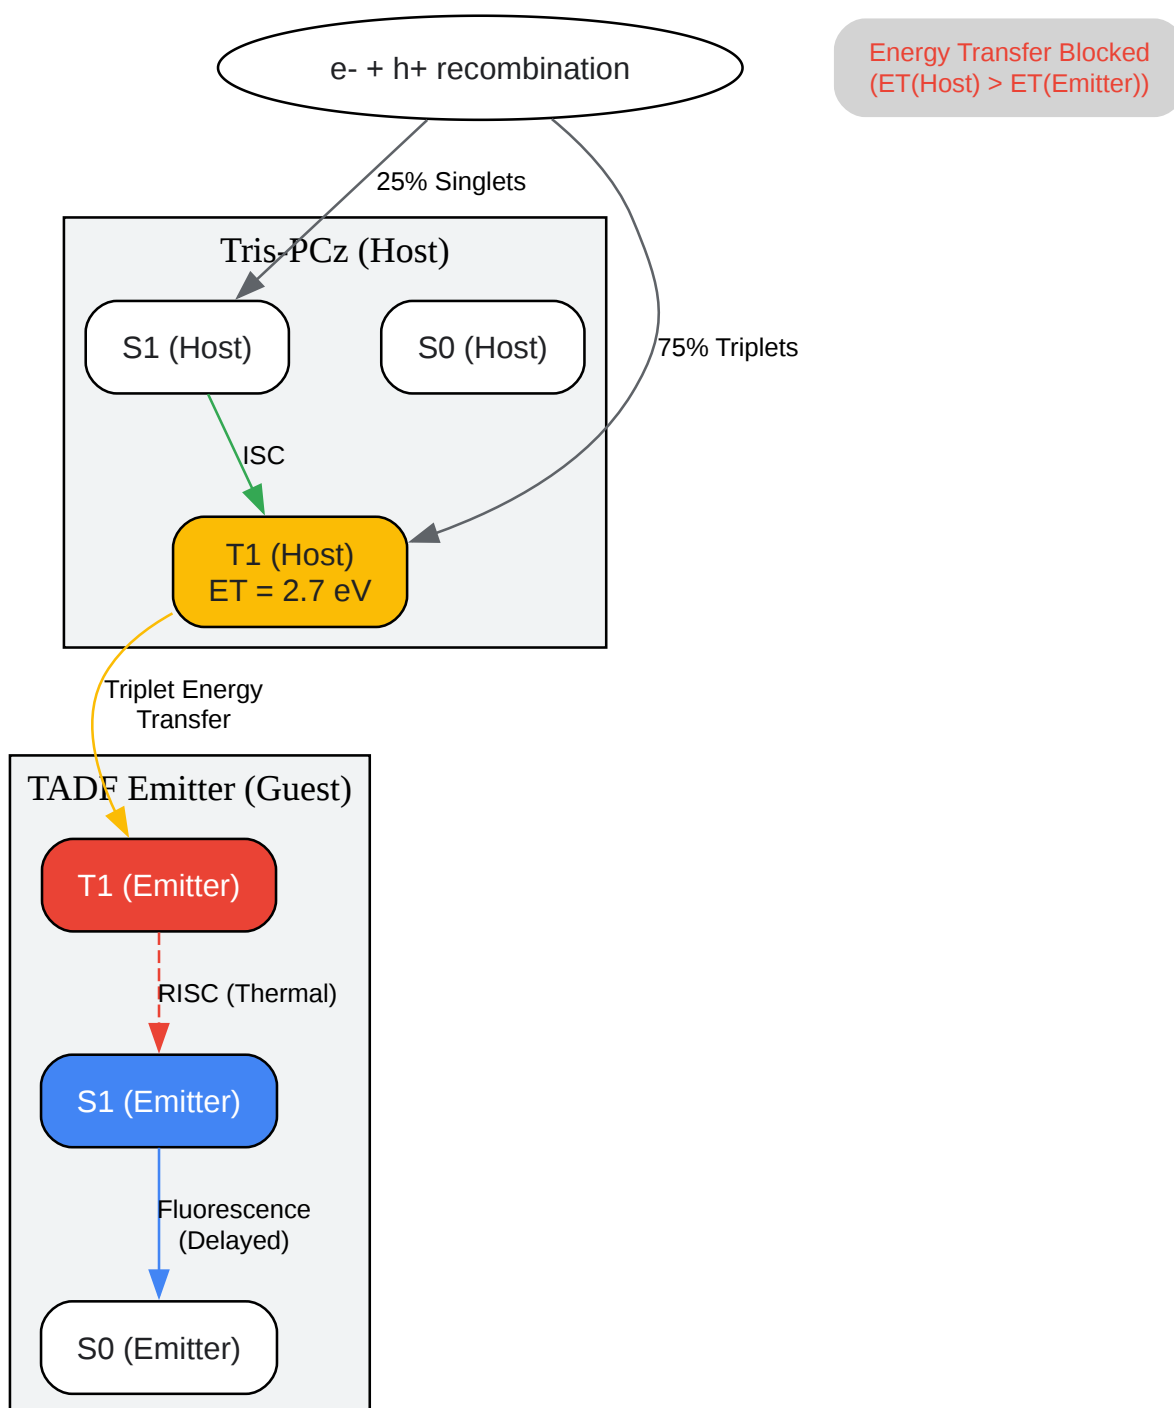 e- + h+ recombination
Energy Transfer Blocked
(ET(Host) > ET(Emitter))
25% Singlets
Tris-PCz (Host)
S1 (Host)
S0 (Host)
75% Triplets
ISC
T1 (Host)
ET = 2.7 eV
Triplet Energy
Transfer
TADF Emitter (Guest)
T1 (Emitter)
RISC (Thermal)
S1 (Emitter)
Fluorescence
(Delayed)
S0 (Emitter)